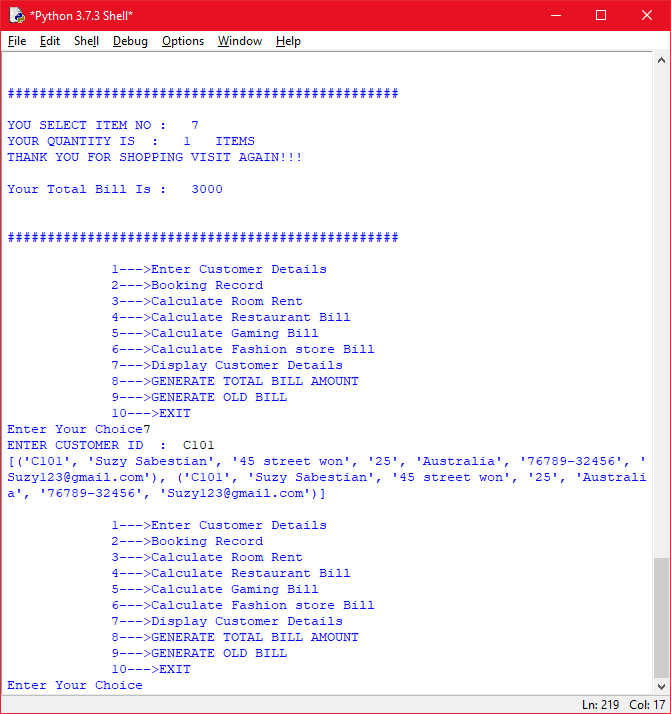 *Python 3.7.3 Shell*
File Edit Shell Debug Options Window Help
#################################################
YOU SELECT ITEM NO :   7
YOUR QUANTITY IS  :   1   ITEMS
THANK YOU FOR SHOPPING VISIT AGAIN!!!
Your Total Bill Is :   3000
#################################################
1--->Enter Customer Details
2--->Booking Record
3--->Calculate Room Rent
4--->Calculate Restaurant Bill
5--->Calculate Gaming Bill
6--->Calculate Fashion store Bill
7--->Display Customer Details
8--->GENERATE TOTAL BILL AMOUNT
9--->GENERATE OLD BILL
10--->EXIT
Enter Your Choice7
ENTER CUSTOMER ID  :  C101
[('C101', 'Suzy Sabestian', '45 street won', '25', 'Australia', '76789-32456', '
Suzy123@gmail.com'), ('C101', 'Suzy Sabestian', '45 street won', '25', 'Australi
a', '76789-32456', 'Suzy123@gmail.com')]
1--->Enter Customer Details
2--->Booking Record
3--->Calculate Room Rent
4--->Calculate Restaurant Bill
5--->Calculate Gaming Bill
6--->Calculate Fashion store Bill
7--->Display Customer Details
8--->GENERATE TOTAL BILL AMOUNT
9--->GENERATE OLD BILL
10--->EXIT
Enter Your Choice
Ln: 219 Col: 17